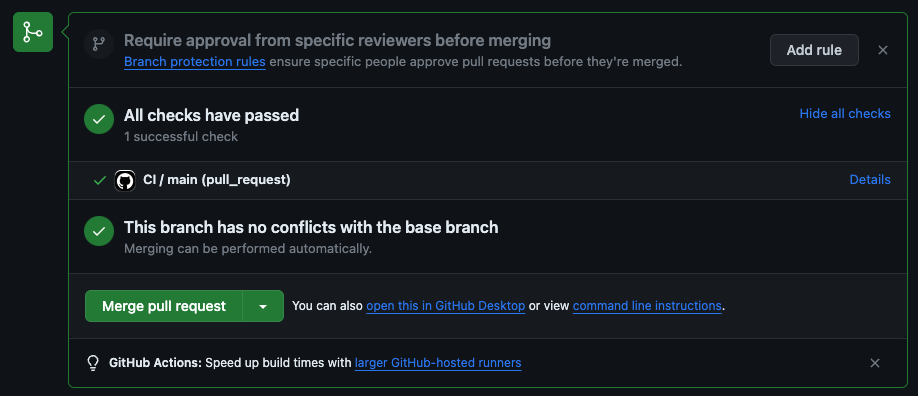 Require approval from specific reviewers before merging
Add rule
Branch protection rules ensure specific people approve pull requests before they're merged.
All checks have passed
Hide all checks
1 successful check
CI / main (pull_request)
Details
This branch has no conflicts with the base branch
Merging can be performed automatically.
Merge pull request
You can also open this in GitHub Desktop or view command line instructions.
GitHub Actions: Speed up build times with larger GitHub-hosted runners